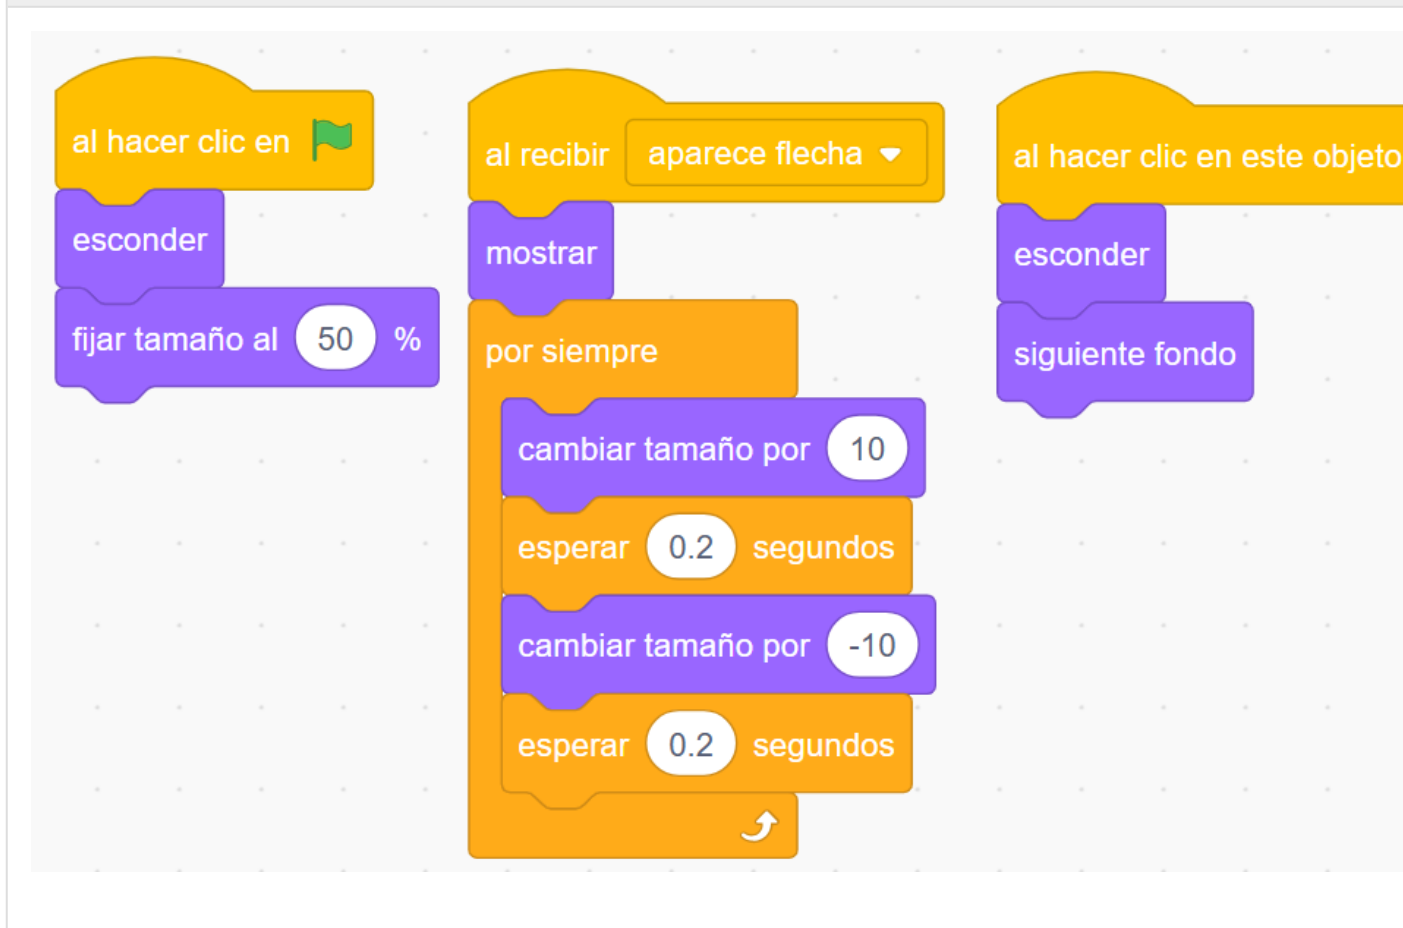 al hacer clic en
esconder
fijar tamaño al 50 %
al recibir aparece flecha
mostrar
por siempre
cambiar tamaño por 10
esperar 0.2 segundos
cambiar tamaño por -10
esperar 0.2 segundos
al hacer clic en este objeto
esconder
siguiente fondo